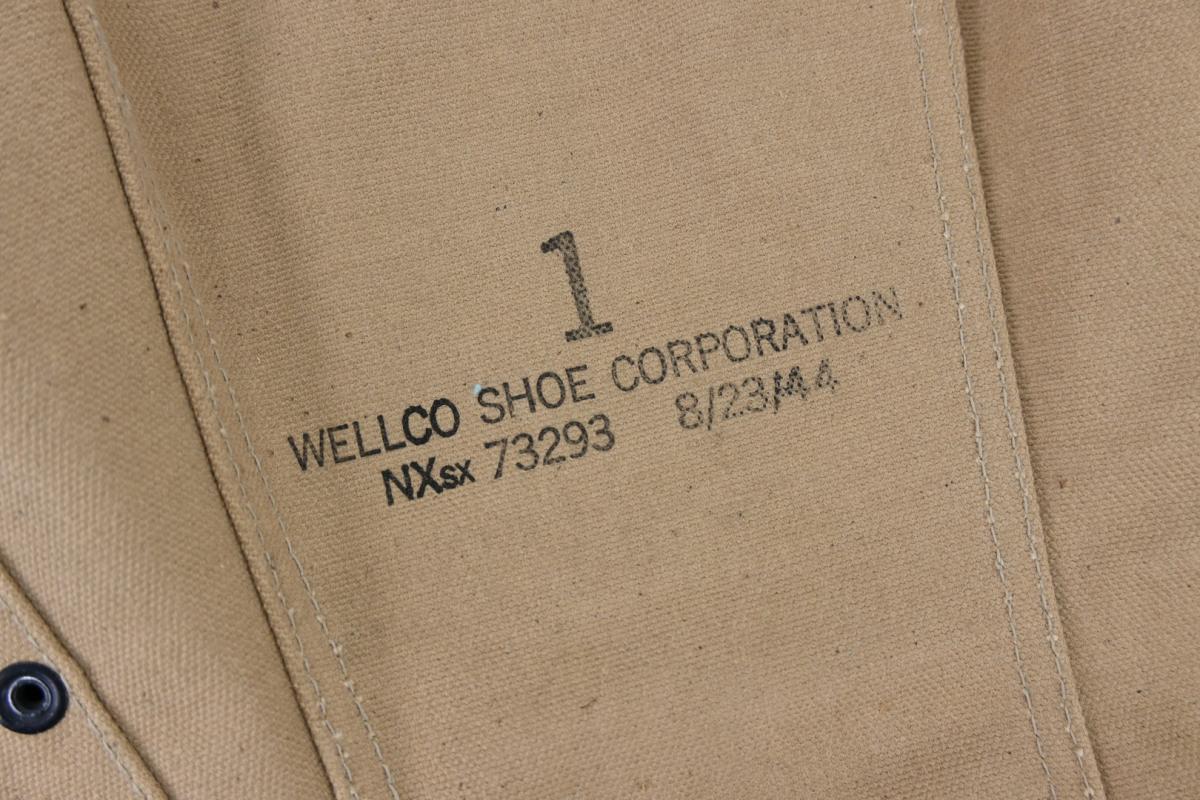 1
WELLCO SHOE CORPORATION
NXSX 73293 8/23/44